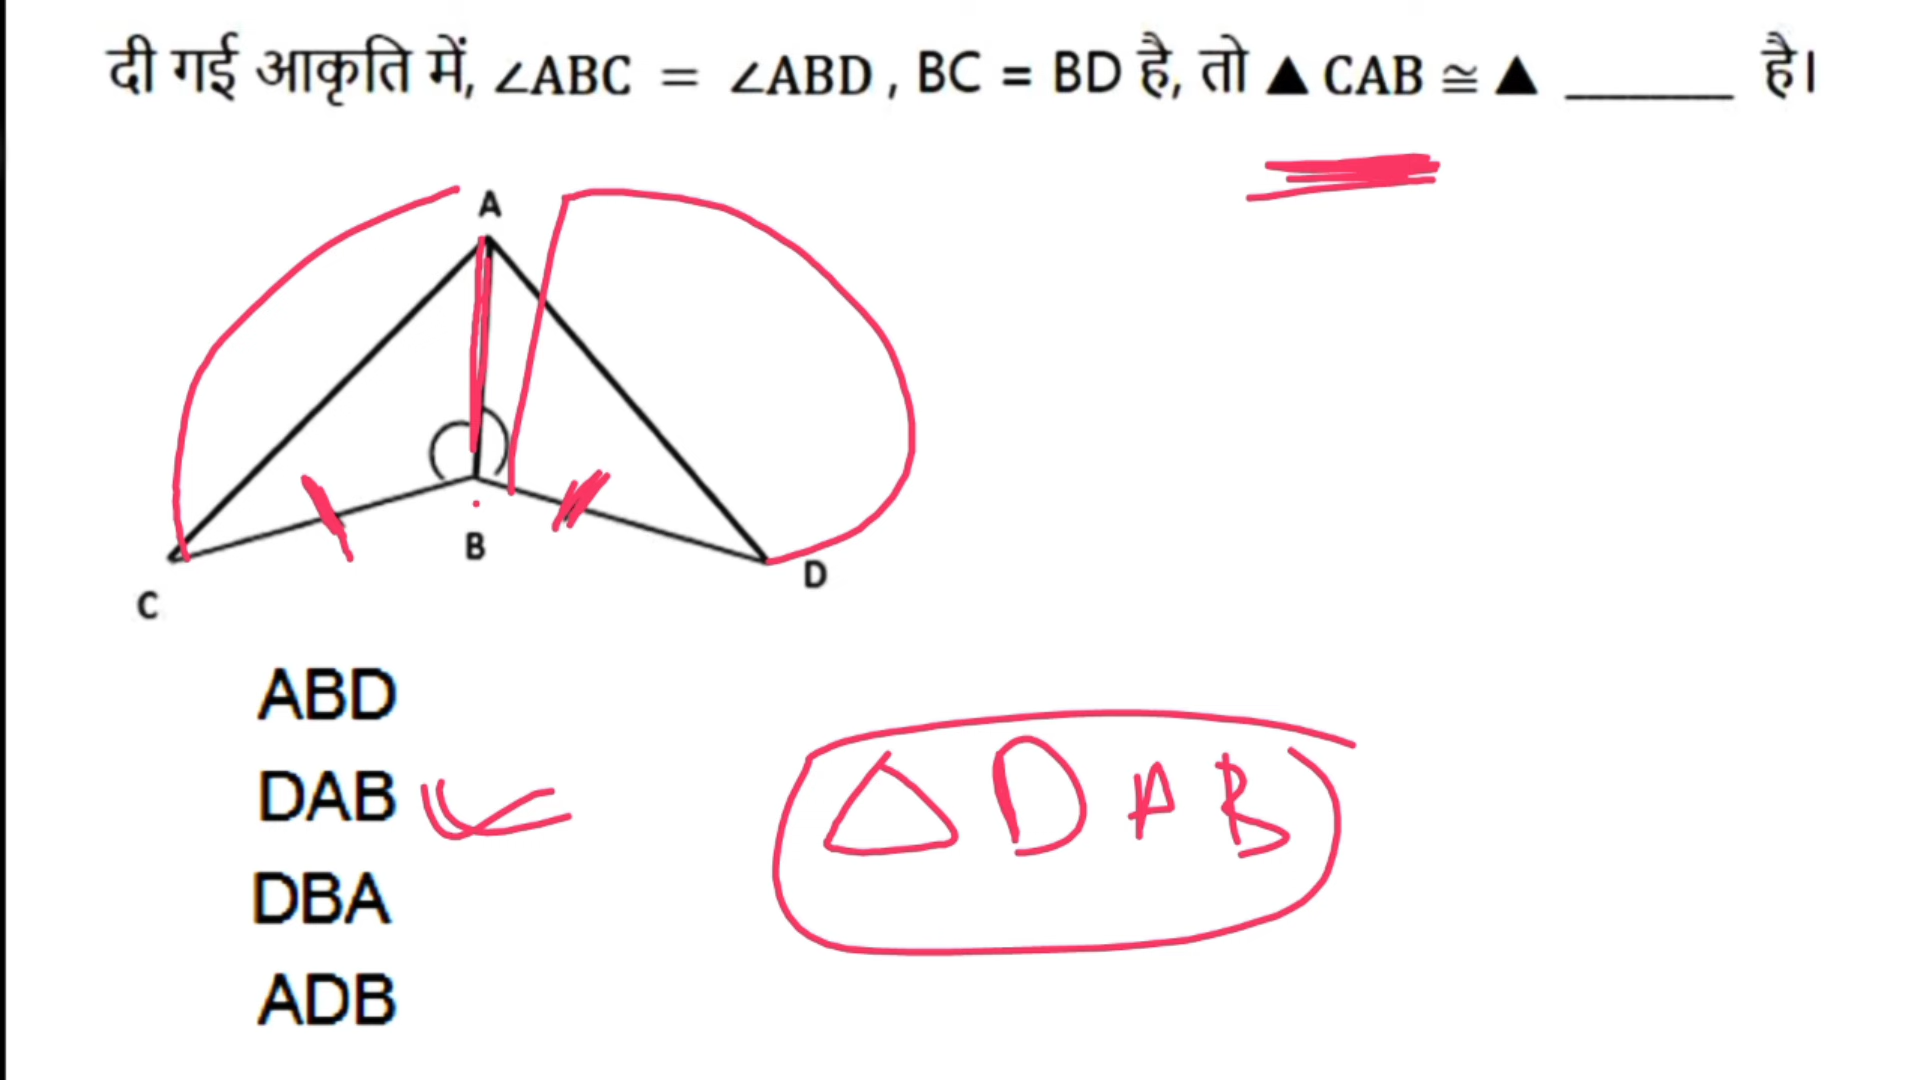 दी गई आकृति में, ∠ABC = ∠ABD , BC = BD है, तो ▲ CAB ≅ ▲ ______ है।
A
B
D
C
ABD
DAB
DBA
ADB
△ DAB